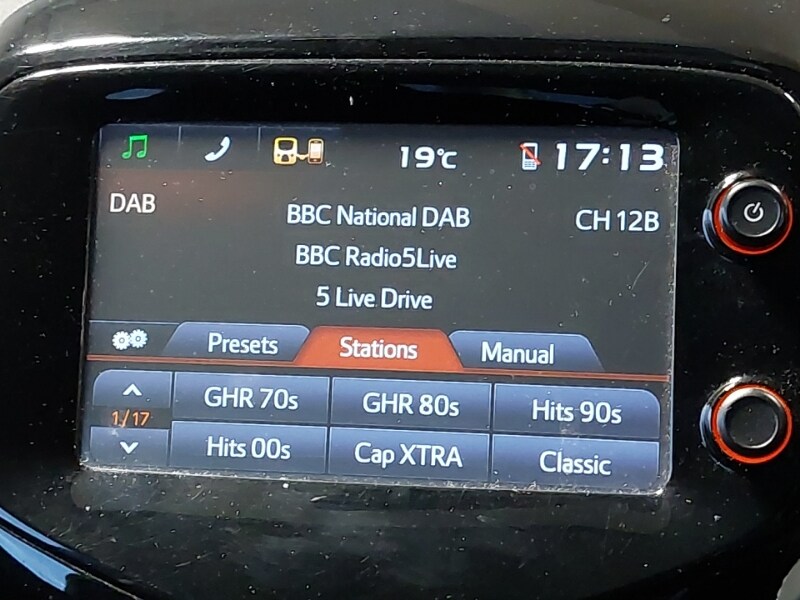 19°C 17:13
DAB BBC National DAB CH 12B
BBC Radio5Live
5 Live Drive
Presets Stations Manual
GHR 70s GHR 80s Hits 90s
1/17
Hits 00s Cap XTRA Classic